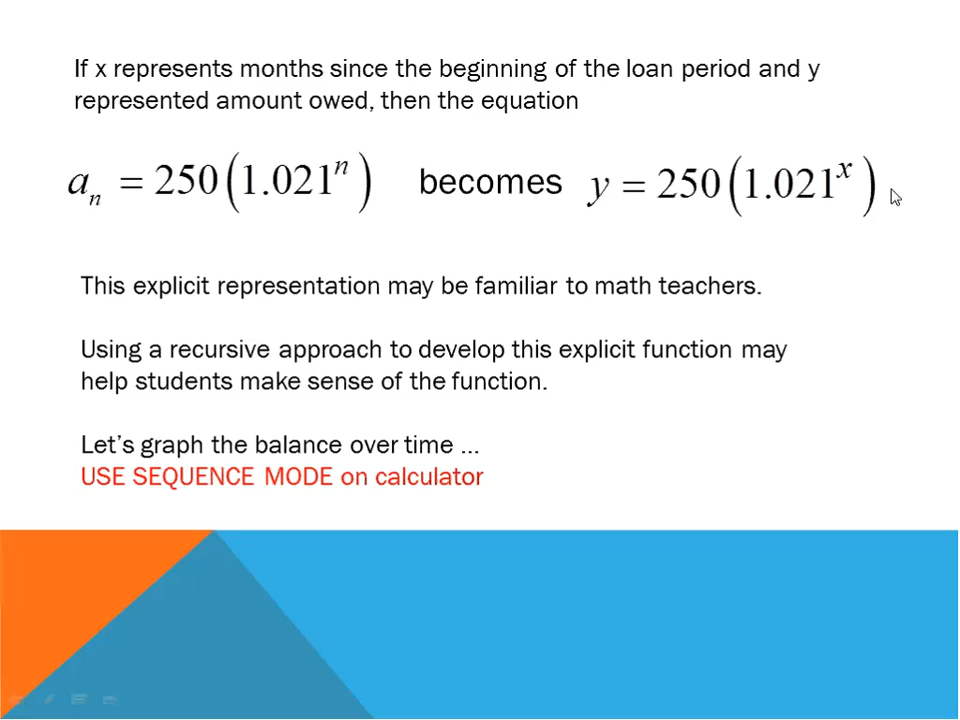 If x represents months since the beginning of the loan period and y
represented amount owed, then the equation
aₙ = 250(1.021ⁿ) becomes y = 250(1.021ˣ)
This explicit representation may be familiar to math teachers.
Using a recursive approach to develop this explicit function may
help students make sense of the function.
Let’s graph the balance over time …
USE SEQUENCE MODE on calculator